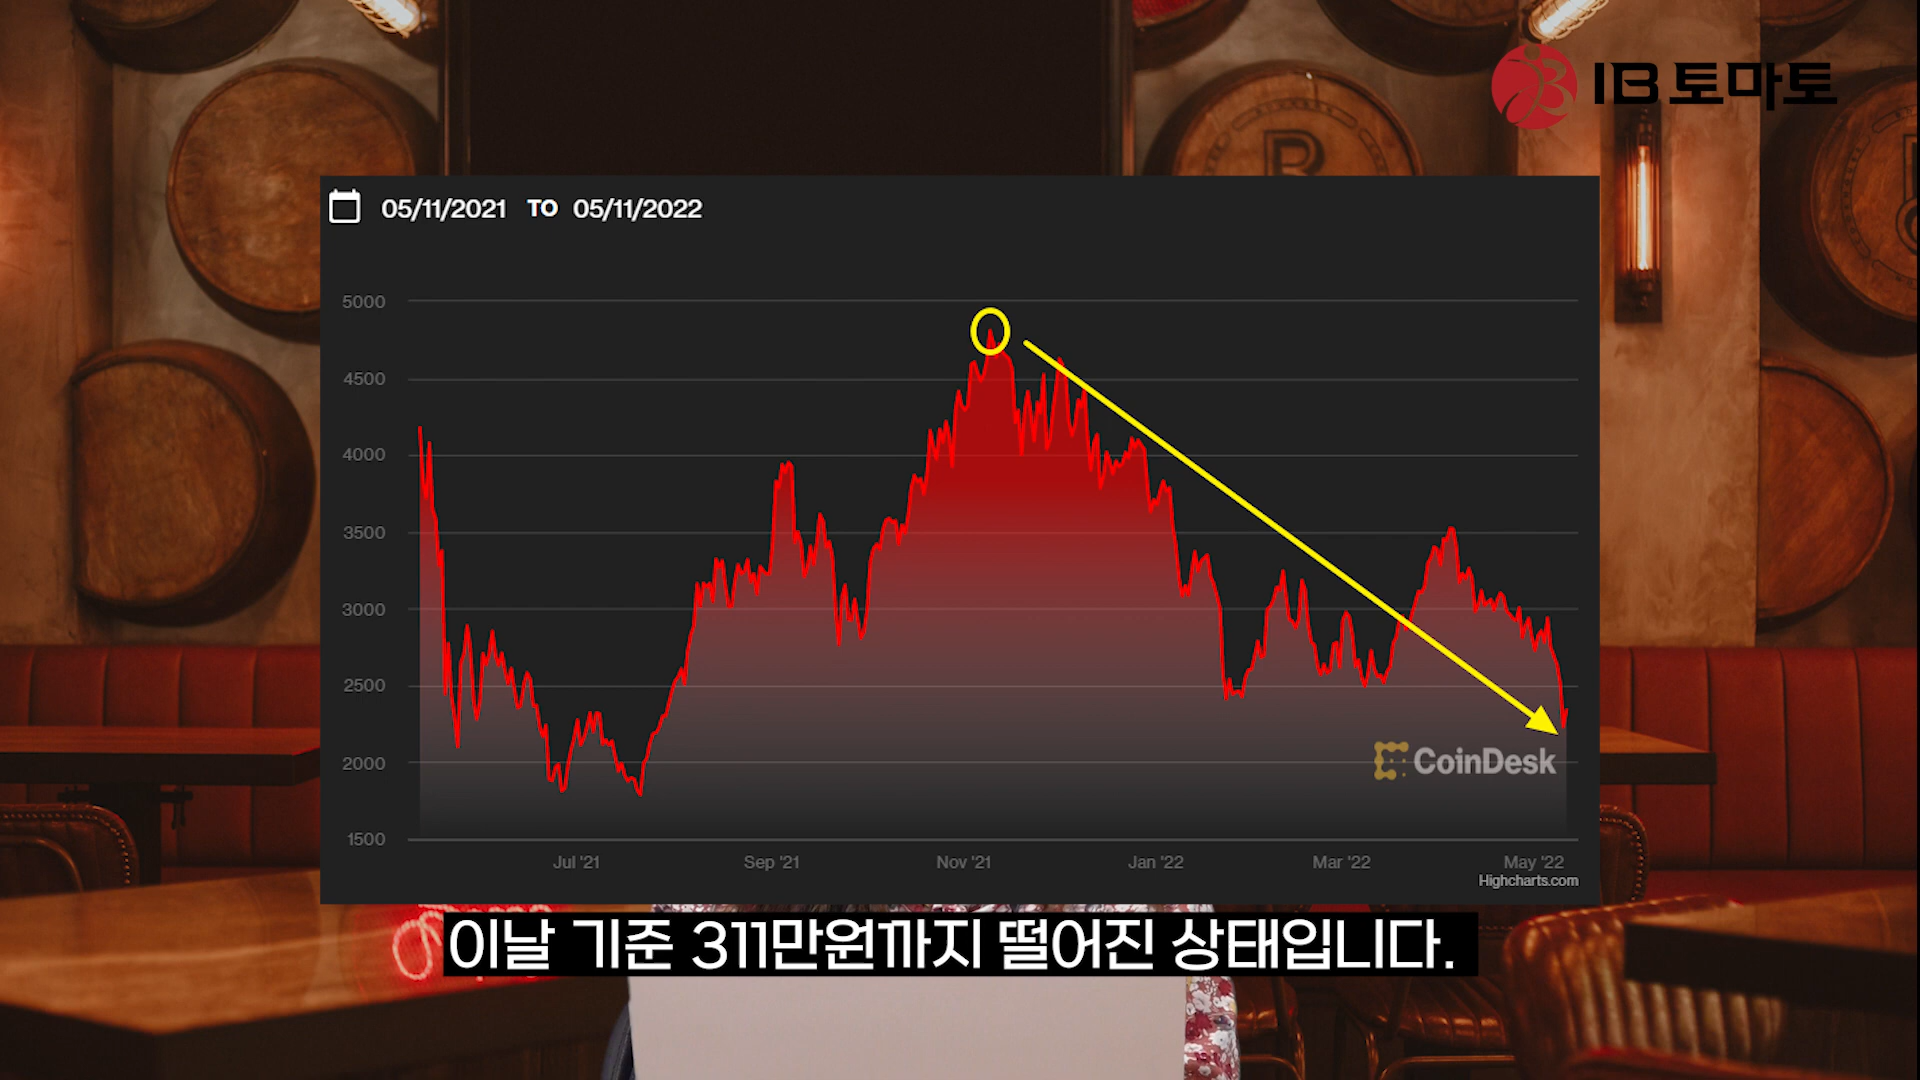 IB토마토
05/11/2021 TO 05/11/2022
5000
4500
4000
3500
3000
2500
2000
1500
CoinDesk
Jul '21
Sep '21
Nov '21
Jan '22
Mar '22
May '22
Highcharts.com
이날 기준 311만원까지 떨어진 상태입니다.